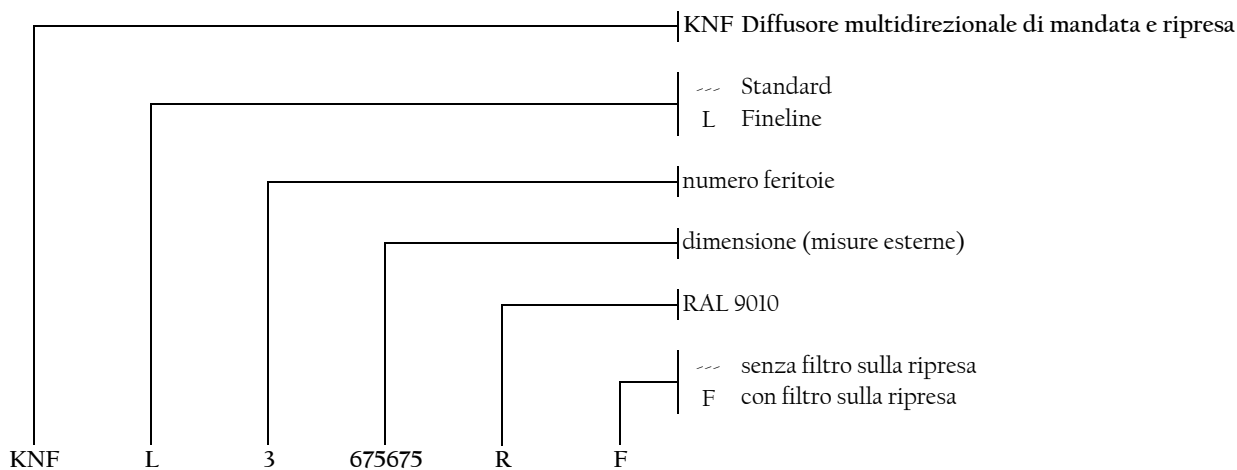 KNF Diffusore multidirezionale di mandata e ripresa
--- Standard
L Fineline
numero feritoie
dimensione (misure esterne)
RAL 9010
--- senza filtro sulla ripresa
F con filtro sulla ripresa
KNF L 3 675675 R F